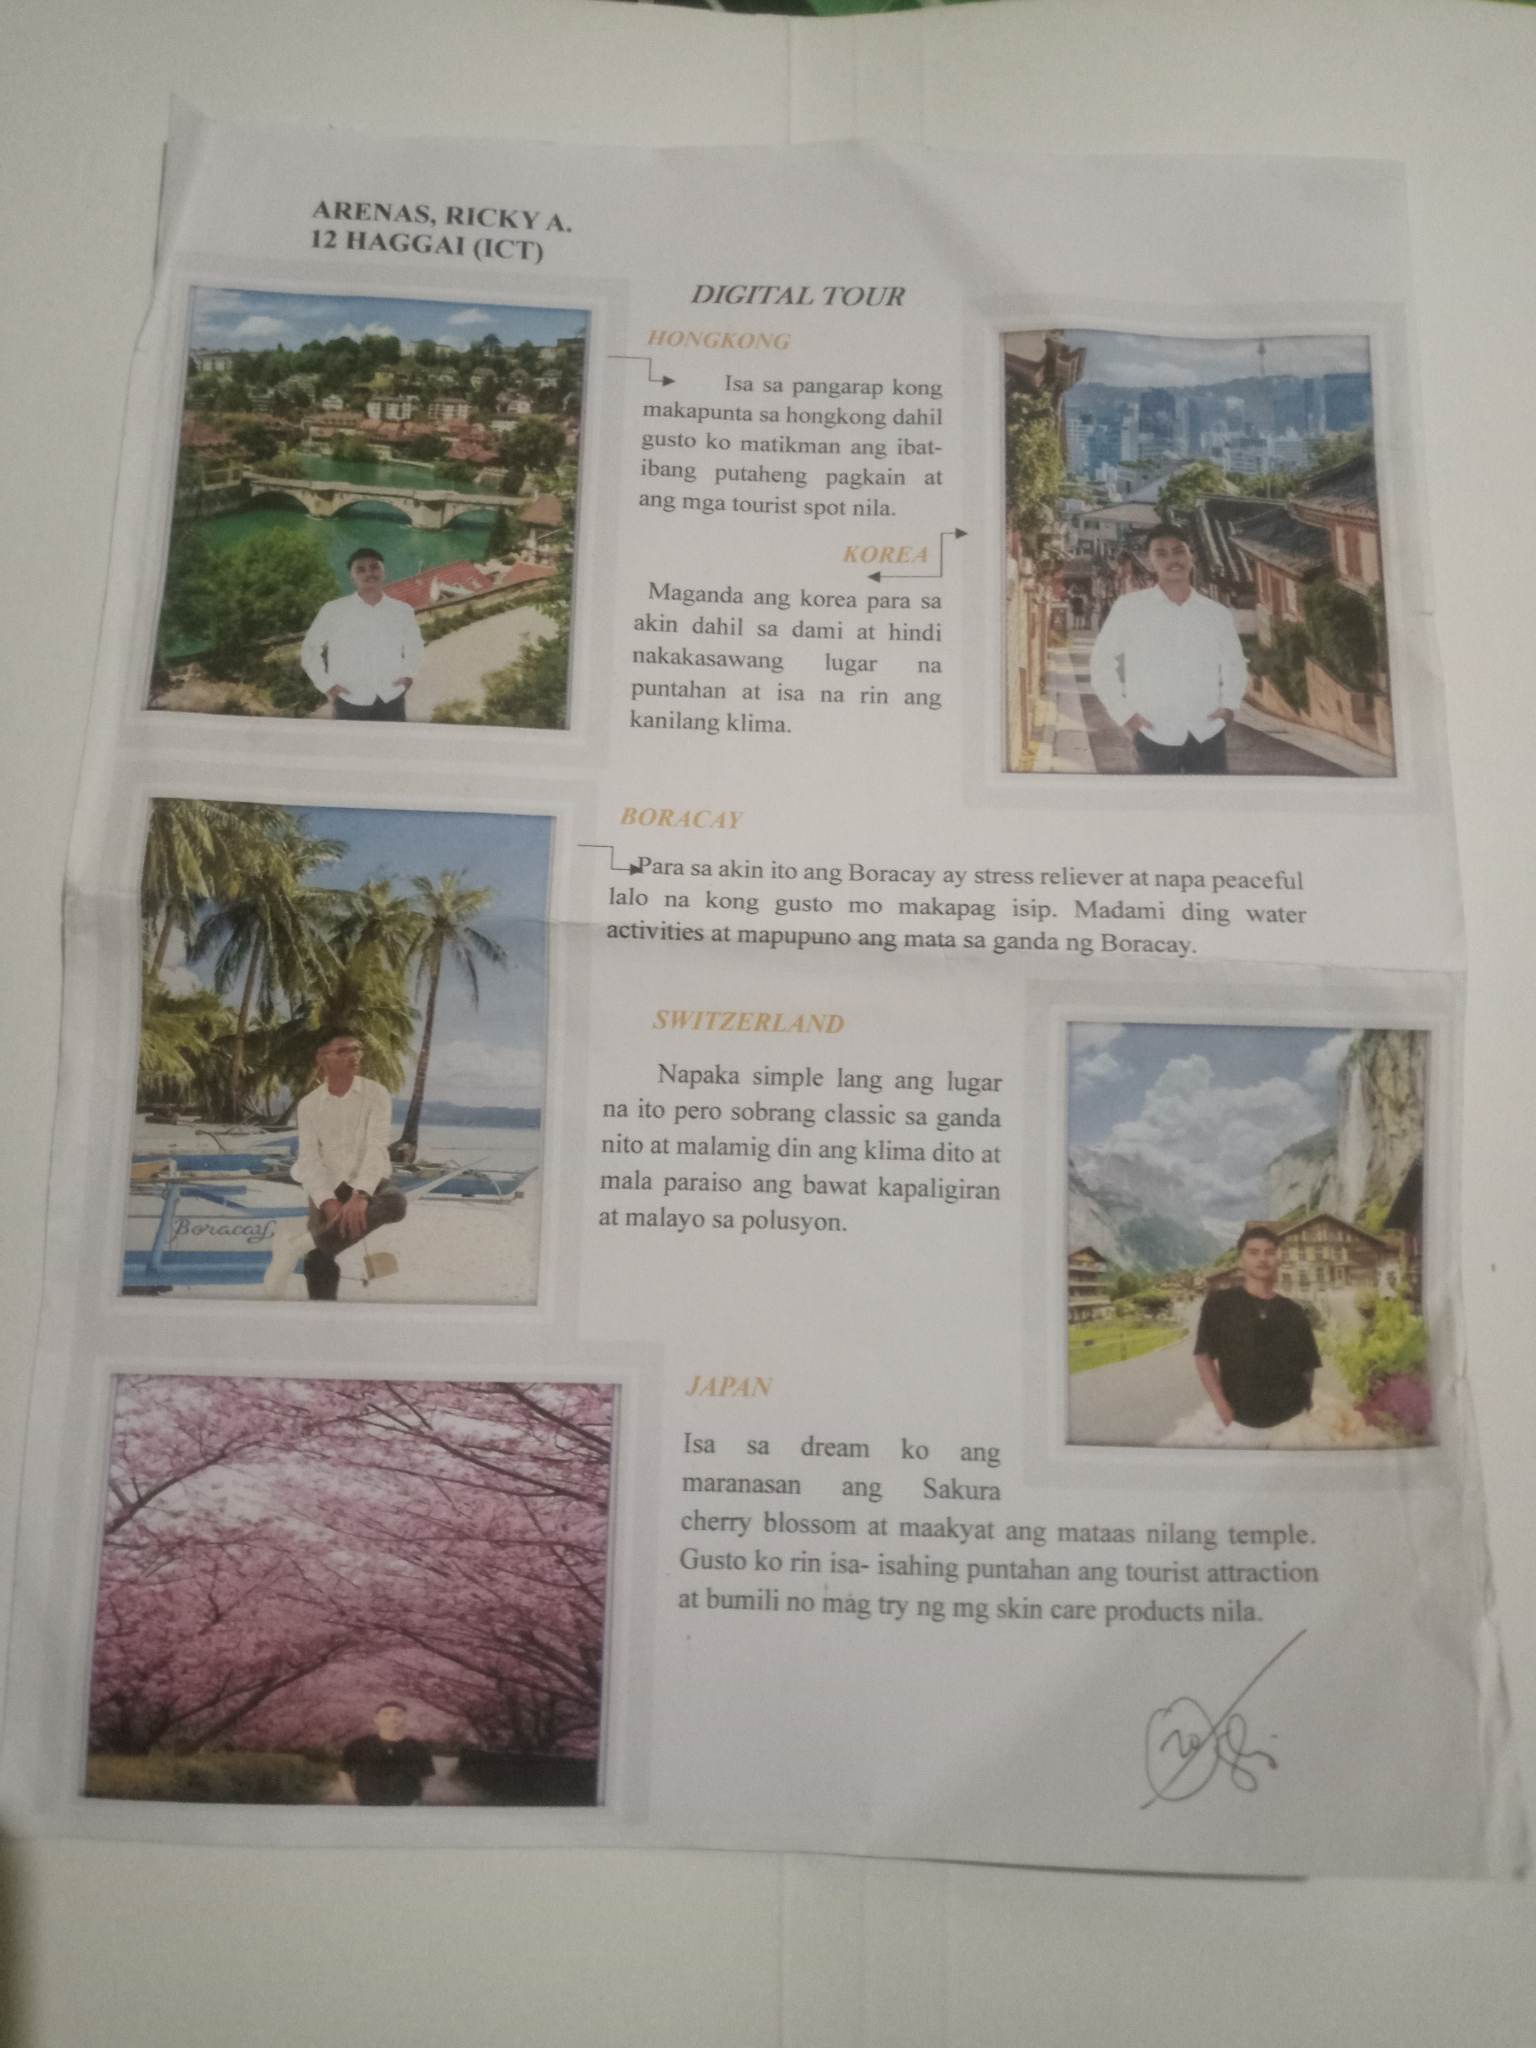 ARENAS, RICKY A.
12 HAGGAI (ICT)
DIGITAL TOUR
HONGKONG
Isa sa pangarap kong
makapunta sa hongkong dahil
gusto ko matikman ang ibat-
ibang putaheng pagkain at
ang mga tourist spot nila.
KOREA
Maganda ang korea para sa
akin dahil sa dami at hindi
nakakasawang lugar na
puntahan at isa na rin ang
kanilang klima.
BORACAY
Para sa akin ito ang Boracay ay stress reliever at napa peaceful
lalo na kong gusto mo makapag isip. Madami ding water
activities at mapupuno ang mata sa ganda ng Boracay.
Boracay
SWITZERLAND
Napaka simple lang ang lugar
na ito pero sobrang classic sa ganda
nito at malamig din ang klima dito at
mala paraiso ang bawat kapaligiran
at malayo sa polusyon.
JAPAN
Isa sa dream ko ang
maranasan ang Sakura
cherry blossom at maakyat ang mataas nilang temple.
Gusto ko rin isa- isahing puntahan ang tourist attraction
at bumili no mag try ng mg skin care products nila.